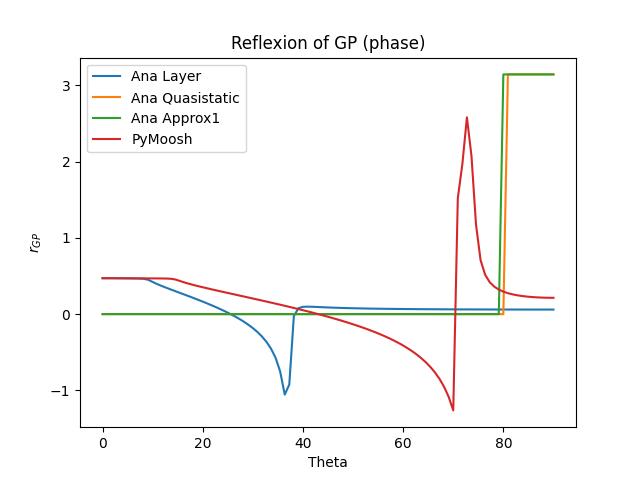 Reflexion of GP (phase)
Ana Layer
Ana Quasistatic
Ana Approx1
PyMoosh
3
2
1
0
−1
r_GP
0 20 40 60 80
Theta